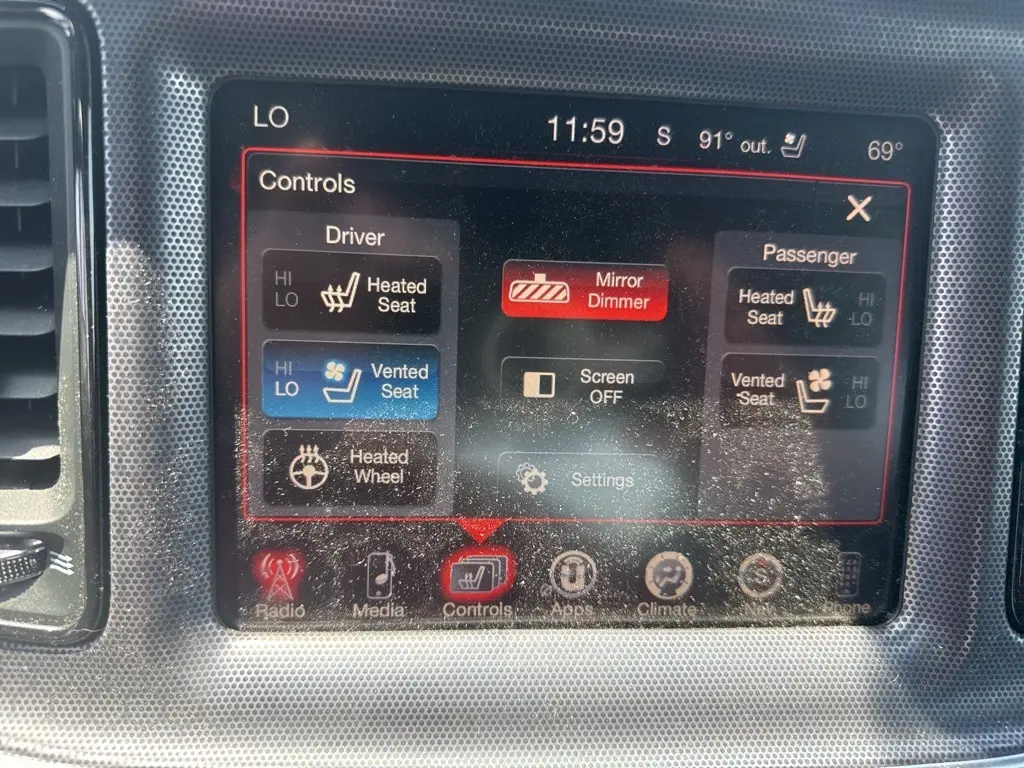 LO 11:59 S 91° out. 69°
Controls
Driver
HI
LO
Heated
Seat
HI
LO
Vented
Seat
Heated
Wheel
Mirror
Dimmer
Screen
OFF
Settings
Passenger
Heated
Seat
HI
LO
Vented
Seat
HI
LO
Radio Media Controls Apps Climate Nav Phone